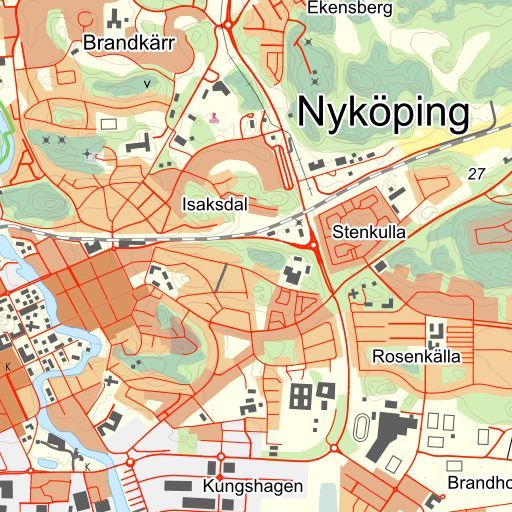 Ekensberg
Brandkärr
Nyköping
27
Isaksdal
Stenkulla
Rosenkälla
K
K
Kungshagen
Brandho